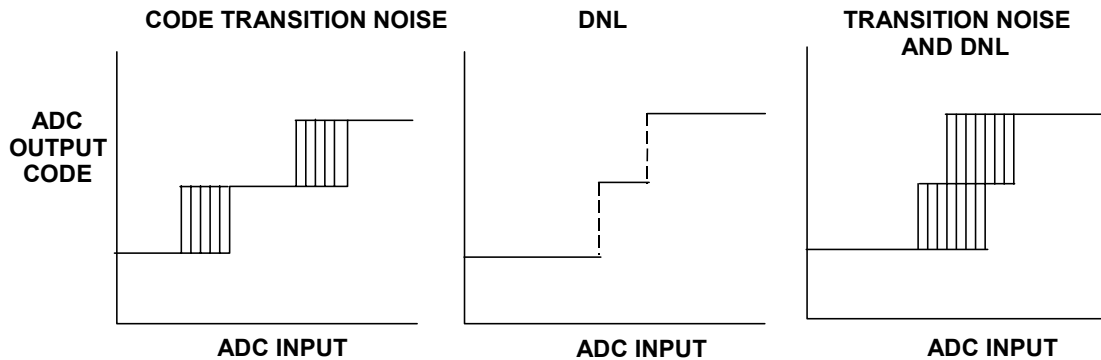 CODE TRANSITION NOISE
DNL
TRANSITION NOISE
AND DNL
ADC
OUTPUT
CODE
ADC INPUT
ADC INPUT
ADC INPUT